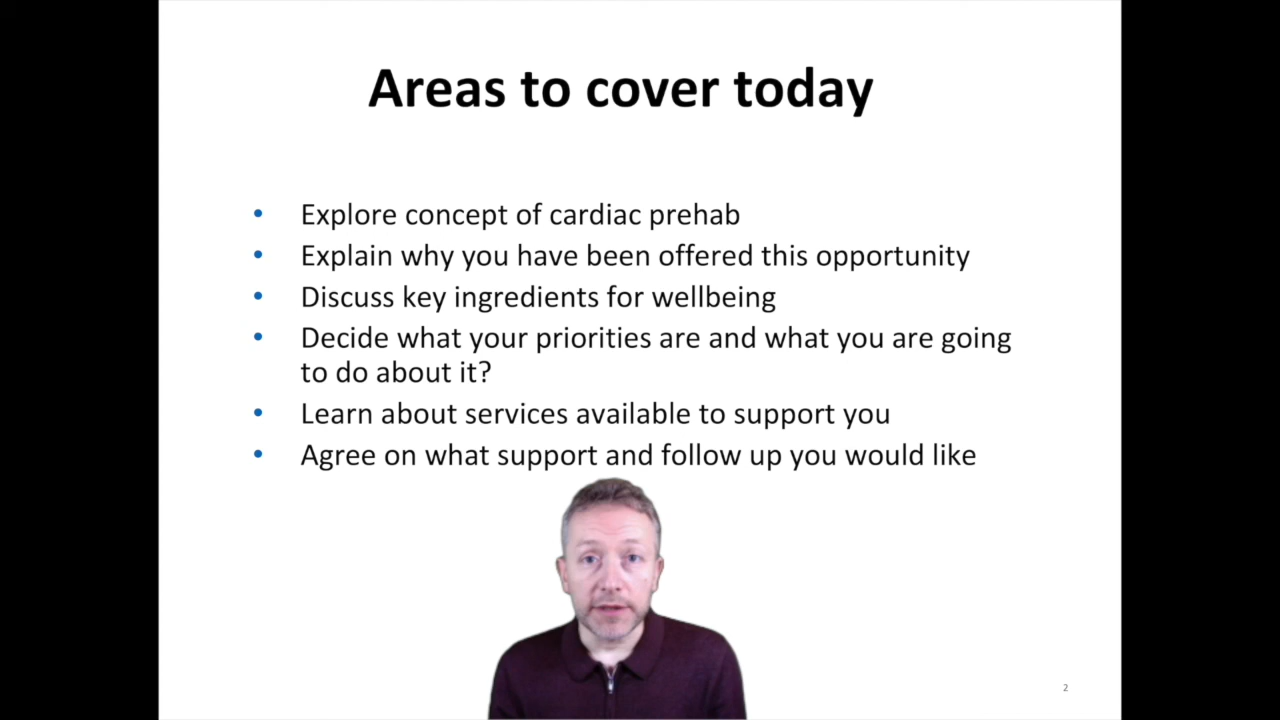 Areas to cover today
• Explore concept of cardiac prehab
• Explain why you have been offered this opportunity
• Discuss key ingredients for wellbeing
• Decide what your priorities are and what you are going
to do about it?
• Learn about services available to support you
• Agree on what support and follow up you would like
2